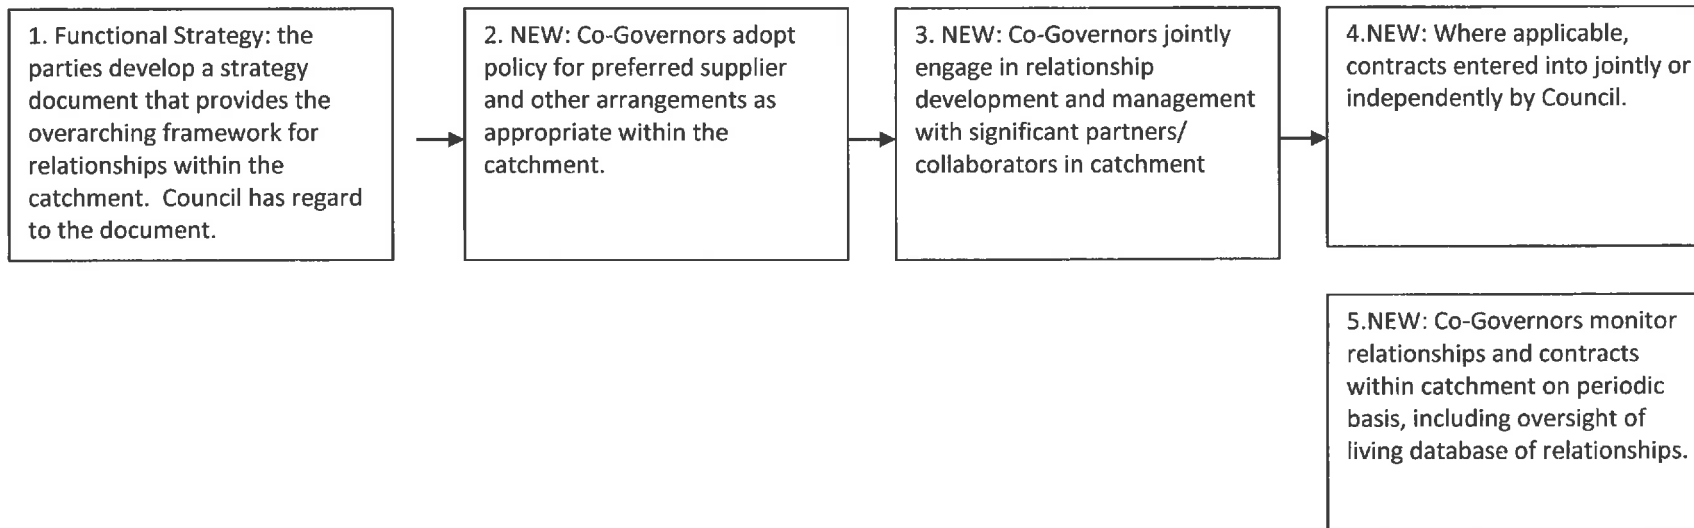 1. Functional Strategy: the
parties develop a strategy
document that provides the
overarching framework for
relationships within the
catchment.  Council has regard
to the document.
2. NEW: Co-Governors adopt
policy for preferred supplier
and other arrangements as
appropriate within the
catchment.
3. NEW: Co-Governors jointly
engage in relationship
development and management
with significant partners/
collaborators in catchment
4.NEW: Where applicable,
contracts entered into jointly or
independently by Council.
5.NEW: Co-Governors monitor
relationships and contracts
within catchment on periodic
basis, including oversight of
living database of relationships.